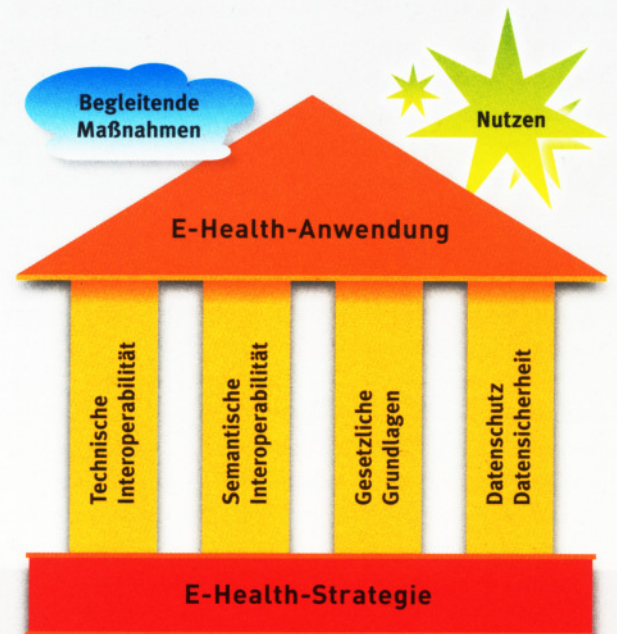 Begleitende
Maßnahmen
Nutzen
E-Health-Anwendung
Technische
Interoperabilität
Semantische
Interoperabilität
Gesetzliche
Grundlagen
Datenschutz
Datensicherheit
E-Health-Strategie